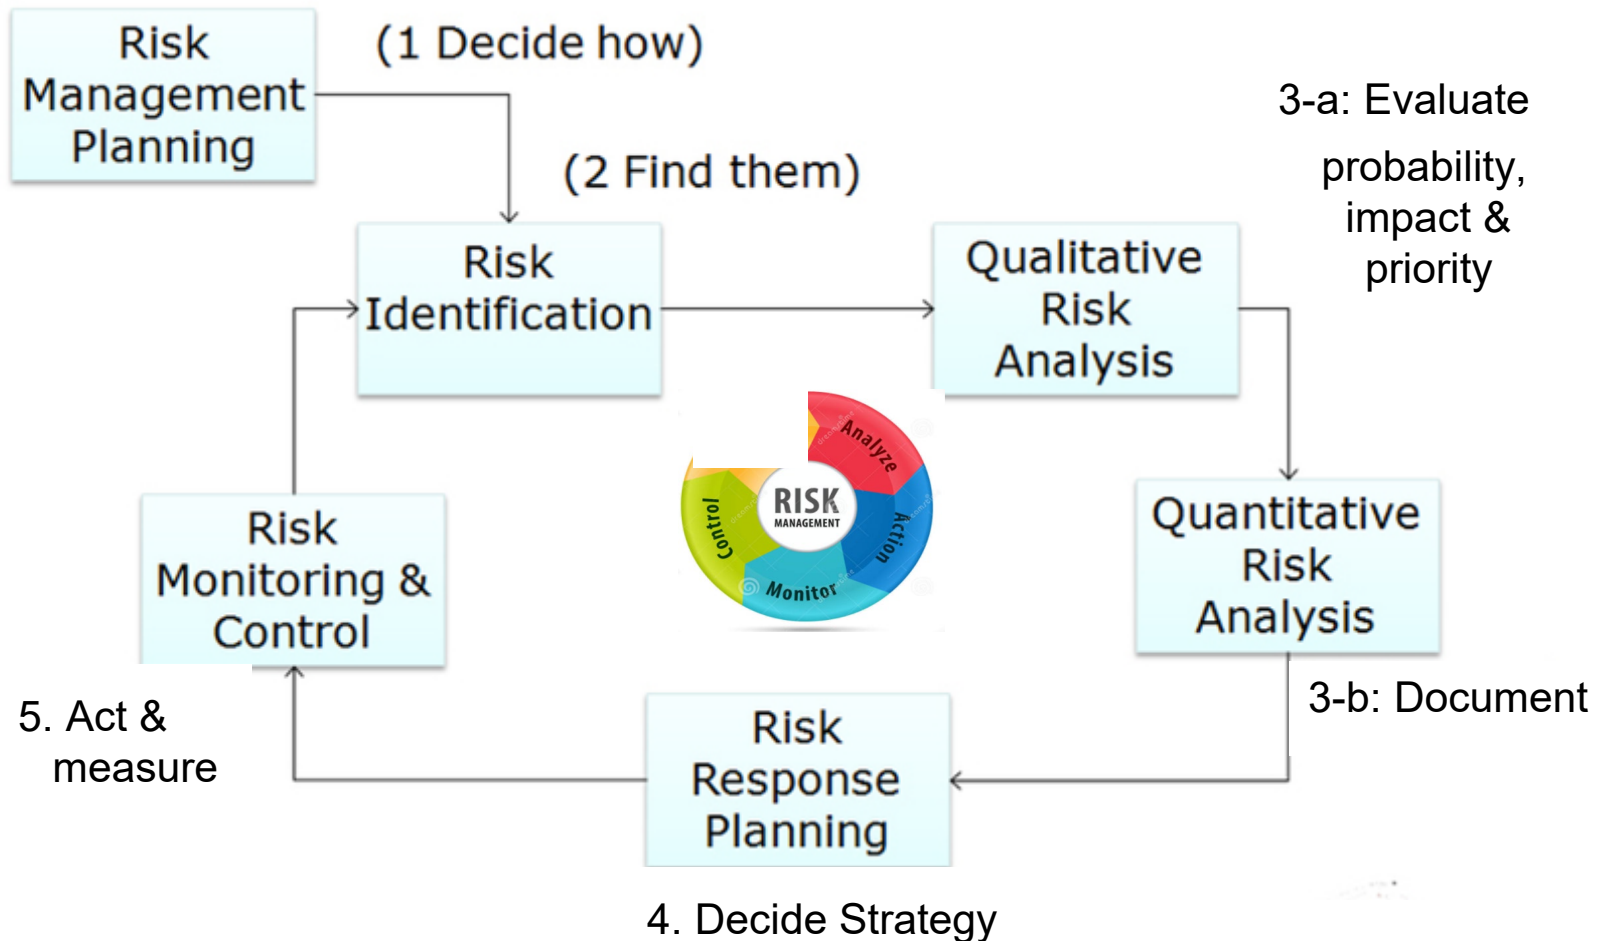 Risk
Management
Planning
(1 Decide how)
(2 Find them)
3-a: Evaluate
probability,
impact &
priority
Risk
Identification
Qualitative
Risk
Analysis
Analyze
Action
Monitor
Control
RISK
MANAGEMENT
Risk
Monitoring &
Control
Quantitative
Risk
Analysis
3-b: Document
5. Act &
measure
Risk
Response
Planning
4. Decide Strategy